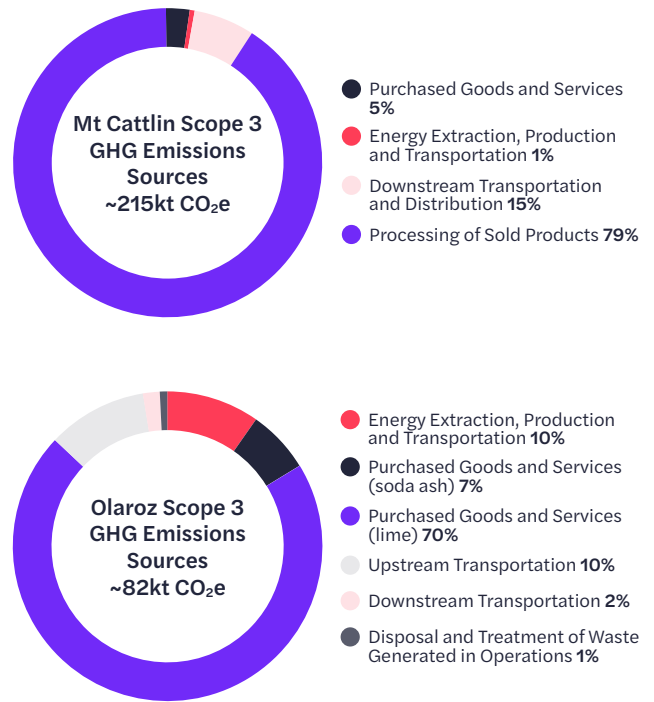 Mt Cattlin Scope 3
GHG Emissions
Sources
~215kt CO₂e
Purchased Goods and Services
5%
Energy Extraction, Production
and Transportation 1%
Downstream Transportation
and Distribution 15%
Processing of Sold Products 79%
Olaroz Scope 3
GHG Emissions
Sources
~82kt CO₂e
Energy Extraction, Production
and Transportation 10%
Purchased Goods and Services
(soda ash) 7%
Purchased Goods and Services
(lime) 70%
Upstream Transportation 10%
Downstream Transportation 2%
Disposal and Treatment of Waste
Generated in Operations 1%